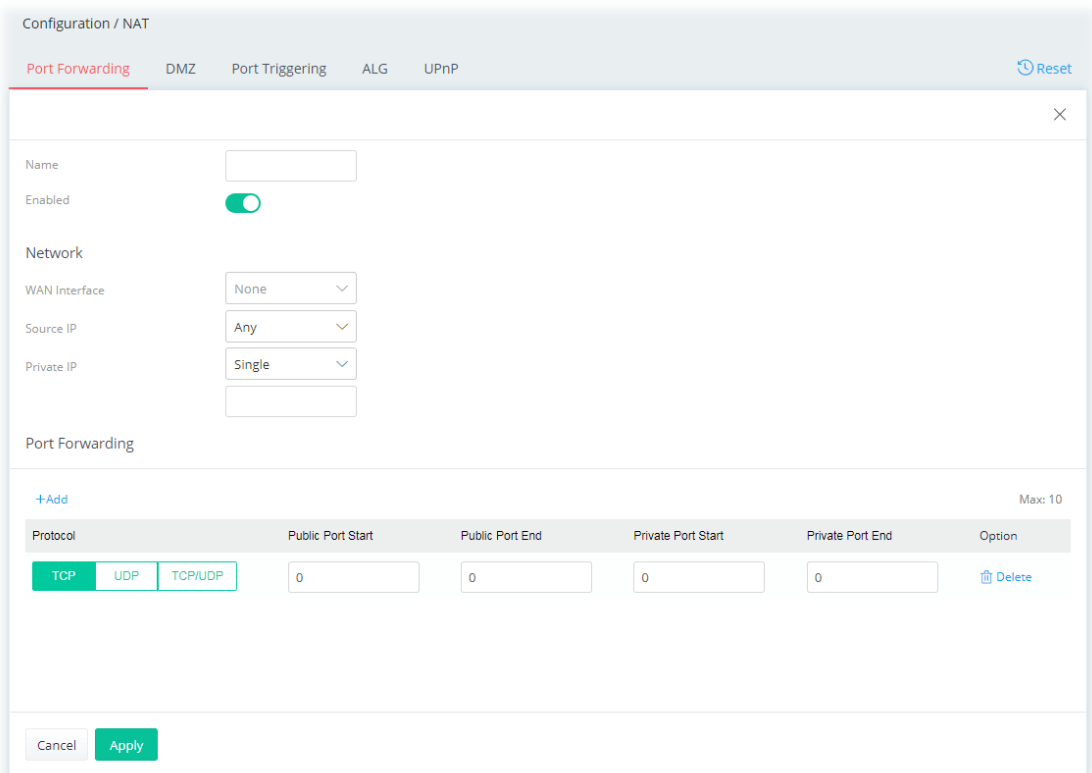 Configuration / NAT
Port Forwarding DMZ Port Triggering ALG UPnP Reset
Name
Enabled
Network
WAN Interface None
Source IP Any
Private IP Single
Port Forwarding
+Add Max: 10
Protocol Public Port Start Public Port End Private Port Start Private Port End Option
TCP UDP TCP/UDP 0 0 0 0 Delete
Cancel Apply